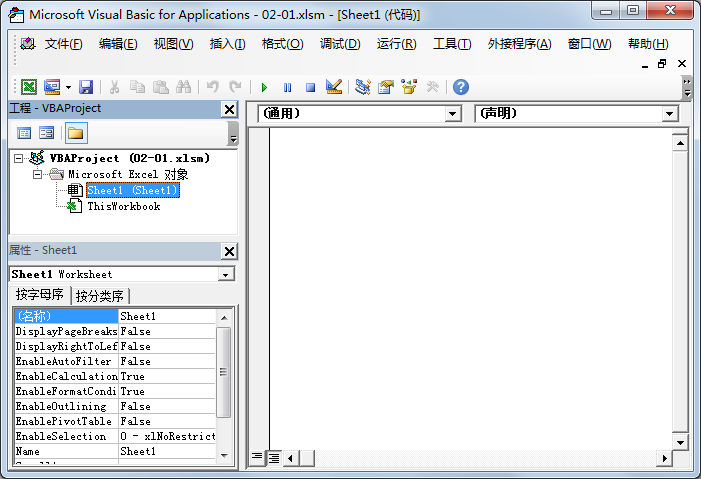 Microsoft Visual Basic for Applications - 02-01.xlsm - [Sheet1 (代码)]
文件(F) 编辑(E) 视图(V) 插入(I) 格式(O) 调试(D) 运行(R) 工具(T) 外接程序(A) 窗口(W) 帮助(H)
工程 - VBAProject
(通用) (声明)
VBAProject (02-01.xlsm)
Microsoft Excel 对象
Sheet1 (Sheet1)
ThisWorkbook
属性 - Sheet1
Sheet1 Worksheet
按字母序 按分类序
(名称) Sheet1
DisplayPageBreaks False
DisplayRightToLef False
EnableAutoFilter False
EnableCalculation True
EnableFormatCondi True
EnableOutlining False
EnablePivotTable False
EnableSelection 0 - xlNoRestrict
Name Sheet1